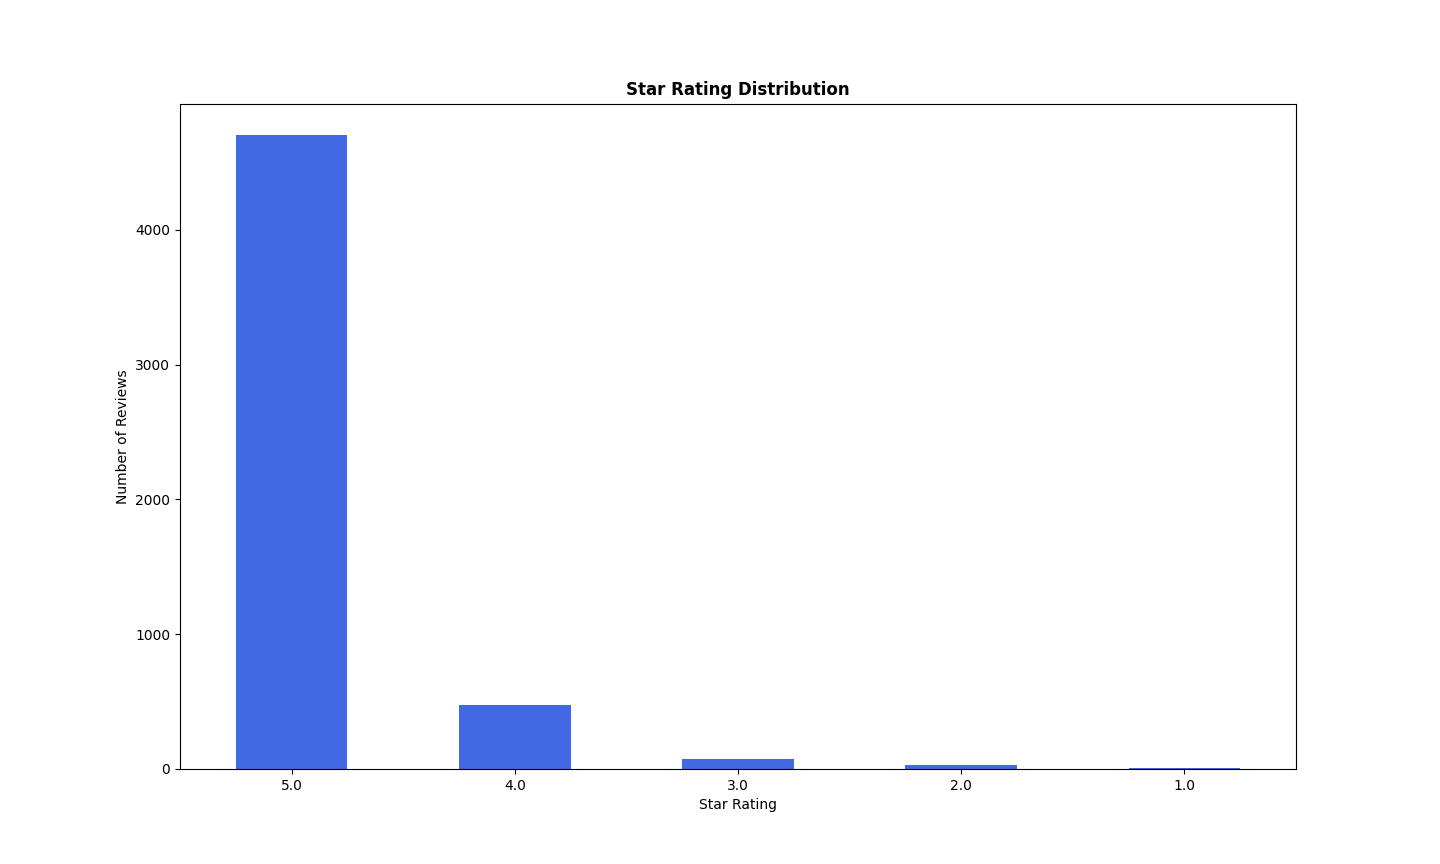 Star Rating Distribution
Number of Reviews
4000
3000
2000
1000
0
5.0 4.0 3.0 2.0 1.0
Star Rating